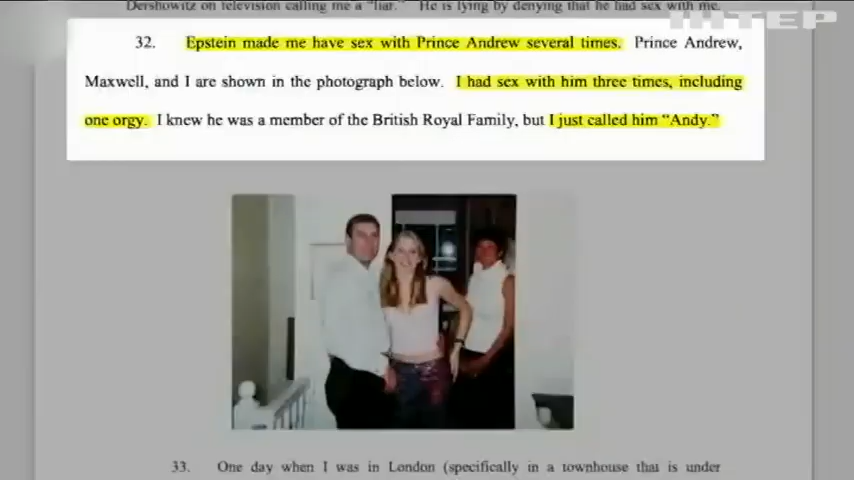 Dershowitz on television calling me a "liar." He is lying by denying that he had sex with me.
ІНТЕР
32. Epstein made me have sex with Prince Andrew several times. Prince Andrew,
Maxwell, and I are shown in the photograph below. I had sex with him three times, including
one orgy. I knew he was a member of the British Royal Family, but I just called him "Andy."
33. One day when I was in London (specifically in a townhouse that is under